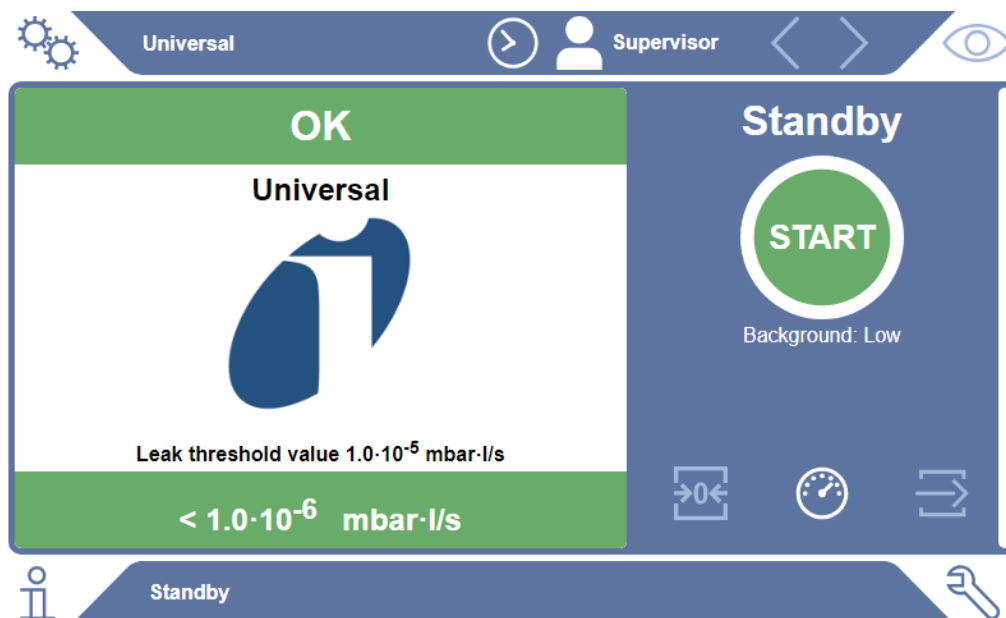 Universal
Supervisor
OK
Universal
Leak threshold value 1.0·10⁻⁵ mbar·l/s
< 1.0·10⁻⁶ mbar·l/s
Standby
START
Background: Low
→0←
Standby